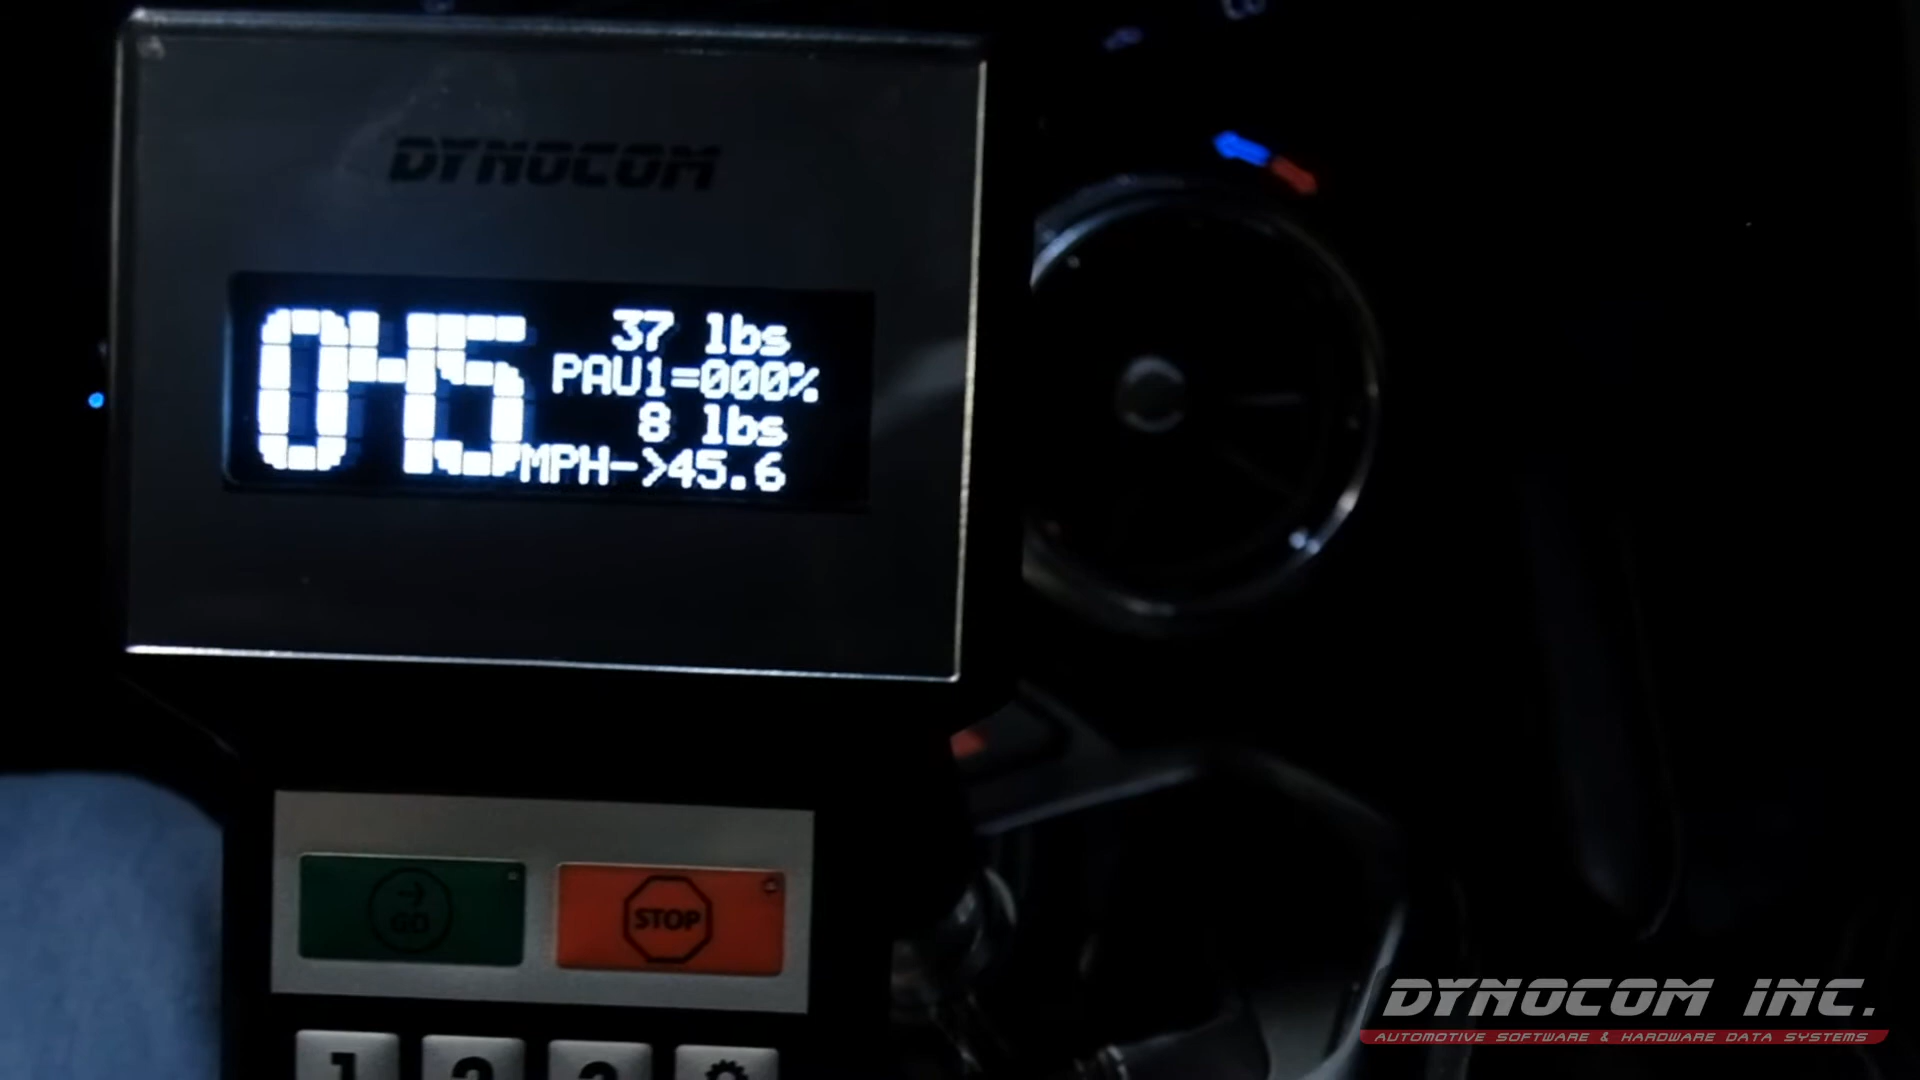 DYNOCOM
045
37 lbs
PAU1=000%
8 lbs
MPH->45.6
GO
STOP
1 2 3
DYNOCOM INC.
AUTOMOTIVE SOFTWARE & HARDWARE DATA SYSTEMS